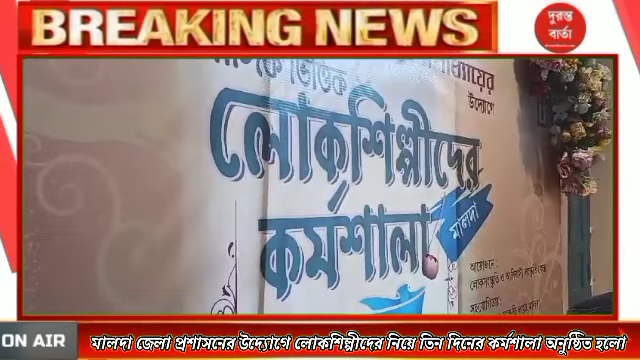 BREAKING NEWS
দুরন্ত
বার্তা
ভিত্তিক
উদ্যোগে
লোকশিল্পীদের
কর্মশালা
মালদা
আয়োজনে :
ON AIR
মালদা জেলা প্রশাসনের উদ্যোগে লোকশিল্পীদের নিয়ে তিন দিনের কর্মশালা অনুষ্ঠিত হলো